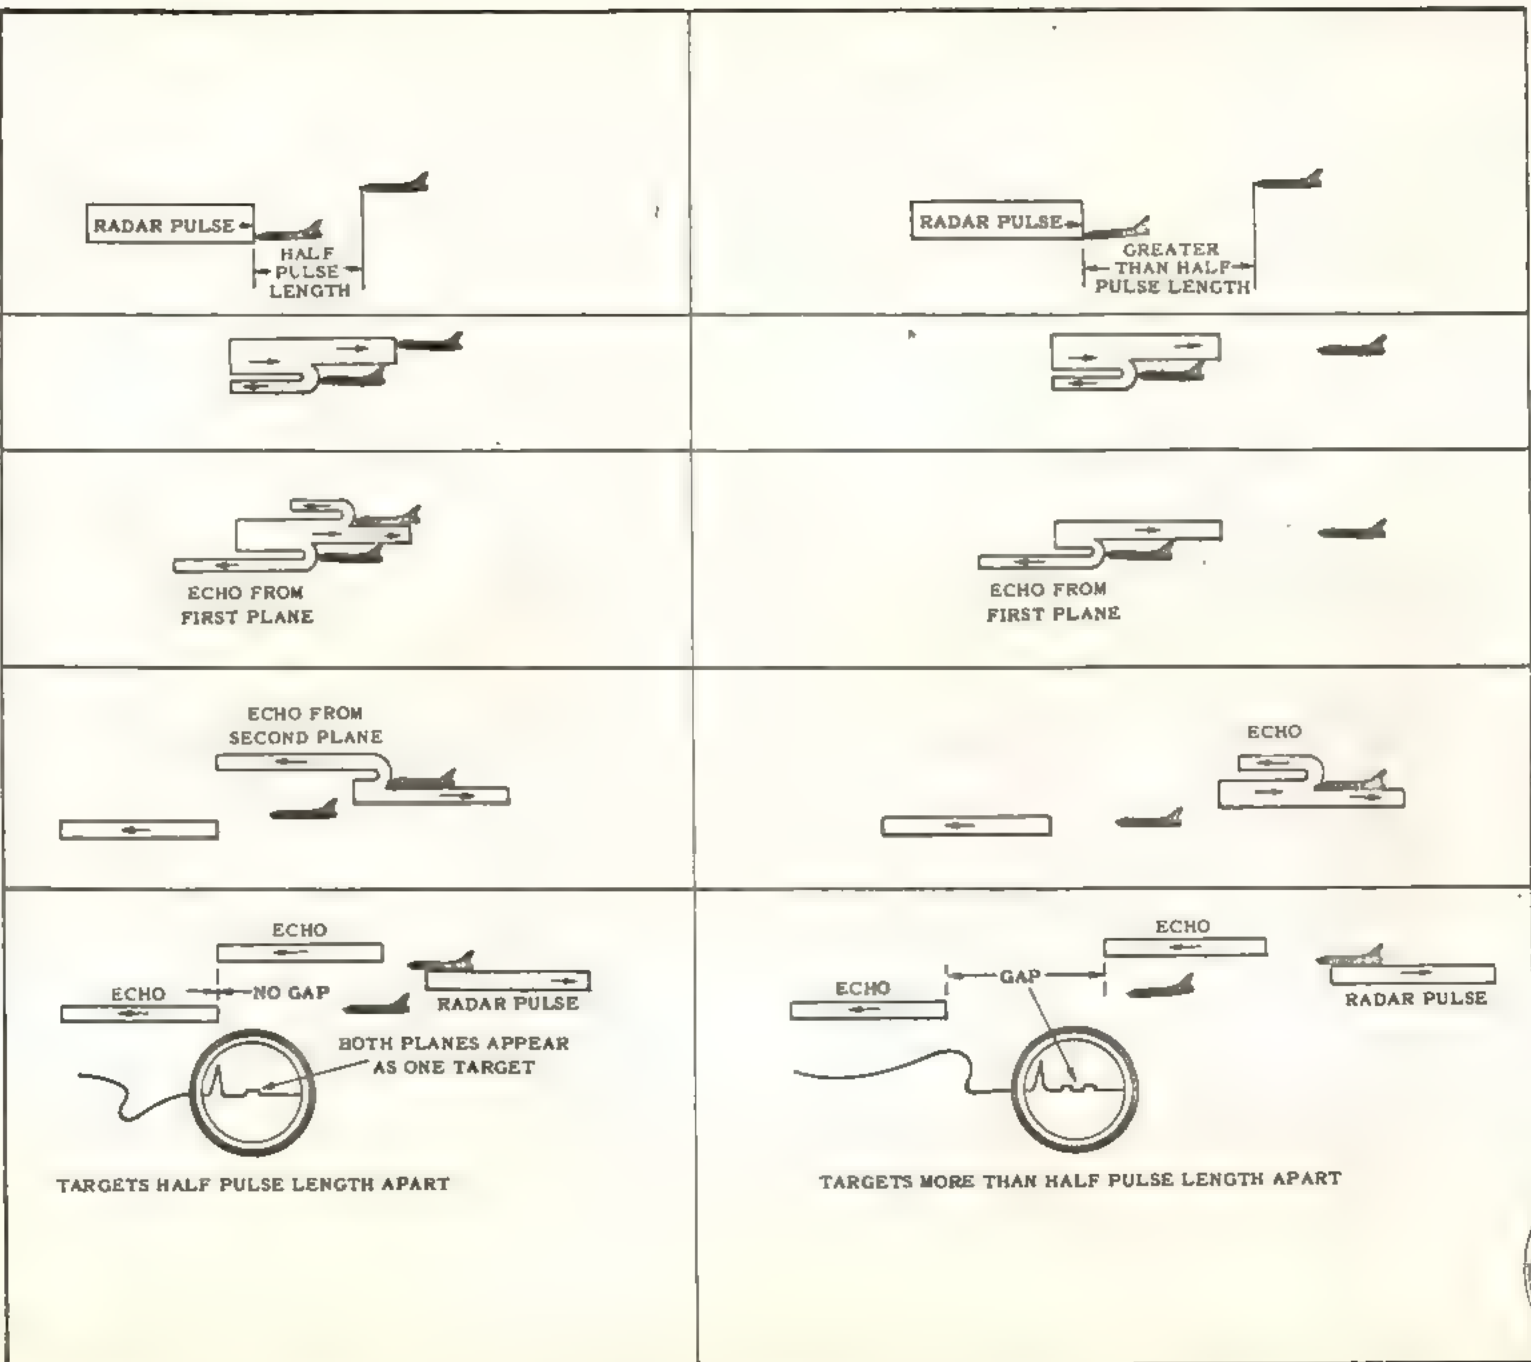 RADAR PULSE
HALF
PULSE
LENGTH
RADAR PULSE
GREATER
THAN HALF
PULSE LENGTH
ECHO FROM
FIRST PLANE
ECHO FROM
FIRST PLANE
ECHO FROM
SECOND PLANE
ECHO
ECHO
ECHO
NO GAP
RADAR PULSE
BOTH PLANES APPEAR
AS ONE TARGET
TARGETS HALF PULSE LENGTH APART
ECHO
GAP
ECHO
RADAR PULSE
TARGETS MORE THAN HALF PULSE LENGTH APART